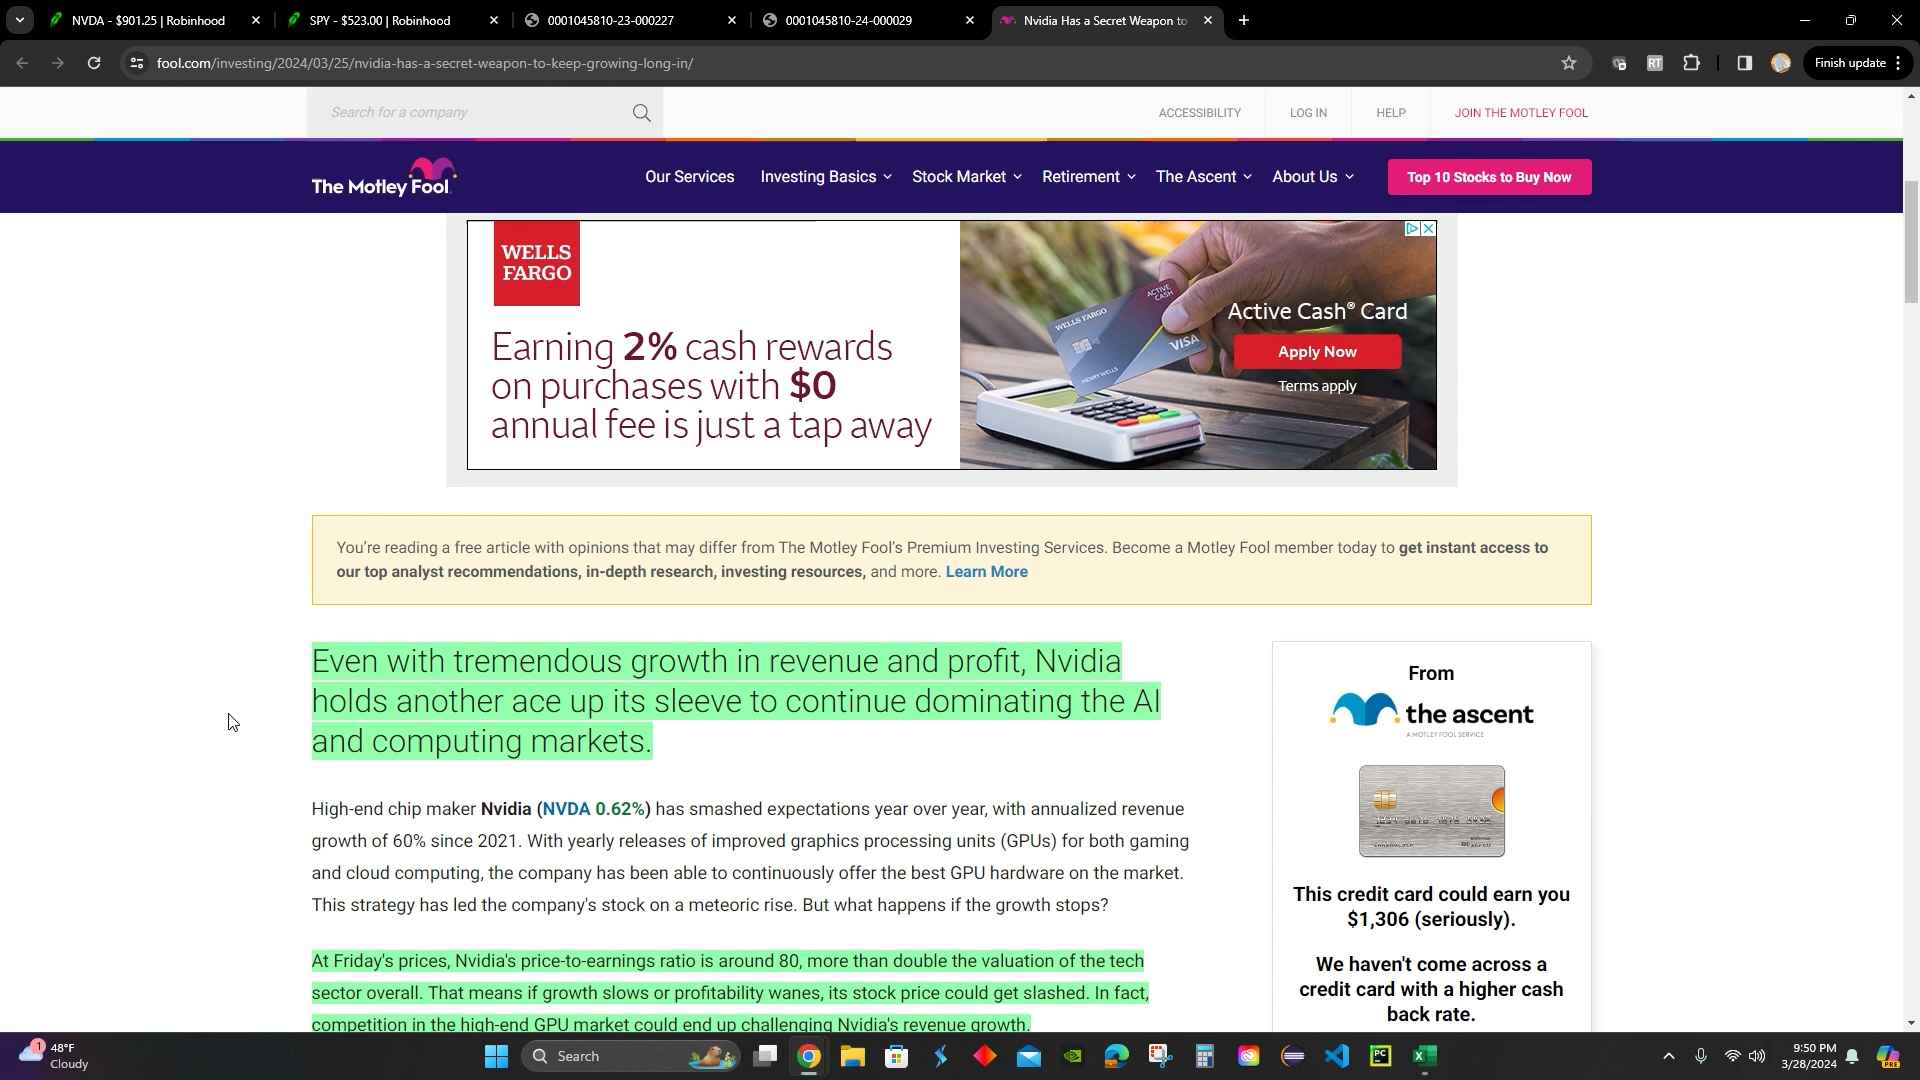 NVDA - $901.25 | Robinhood
SPY - $523.00 | Robinhood
0001045810-23-000227
0001045810-24-000029
Nvidia Has a Secret Weapon to
fool.com/investing/2024/03/25/nvidia-has-a-secret-weapon-to-keep-growing-long-in/
RT
Finish update
Search for a company
ACCESSIBILITY
LOG IN
HELP
JOIN THE MOTLEY FOOL
The Motley Fool
Our Services
Investing Basics
Stock Market
Retirement
The Ascent
About Us
Top 10 Stocks to Buy Now
WELLS
FARGO
Earning 2% cash rewards
on purchases with $0
annual fee is just a tap away
WELLS FARGO
ACTIVE
CASH
VISA
HENRY WELLS
Active Cash® Card
Apply Now
Terms apply
You're reading a free article with opinions that may differ from The Motley Fool's Premium Investing Services. Become a Motley Fool member today to get instant access to
our top analyst recommendations, in-depth research, investing resources, and more. Learn More
Even with tremendous growth in revenue and profit, Nvidia
holds another ace up its sleeve to continue dominating the AI
and computing markets.
High-end chip maker Nvidia (NVDA 0.62%) has smashed expectations year over year, with annualized revenue
growth of 60% since 2021. With yearly releases of improved graphics processing units (GPUs) for both gaming
and cloud computing, the company has been able to continuously offer the best GPU hardware on the market.
This strategy has led the company's stock on a meteoric rise. But what happens if the growth stops?
At Friday's prices, Nvidia's price-to-earnings ratio is around 80, more than double the valuation of the tech
sector overall. That means if growth slows or profitability wanes, its stock price could get slashed. In fact,
competition in the high-end GPU market could end up challenging Nvidia's revenue growth.
From
the ascent
A MOTLEY FOOL SERVICE
This credit card could earn you
$1,306 (seriously).
We haven't come across a
credit card with a higher cash
back rate.
1
48°F
Cloudy
Search
PC
PRE
9:50 PM
3/28/2024